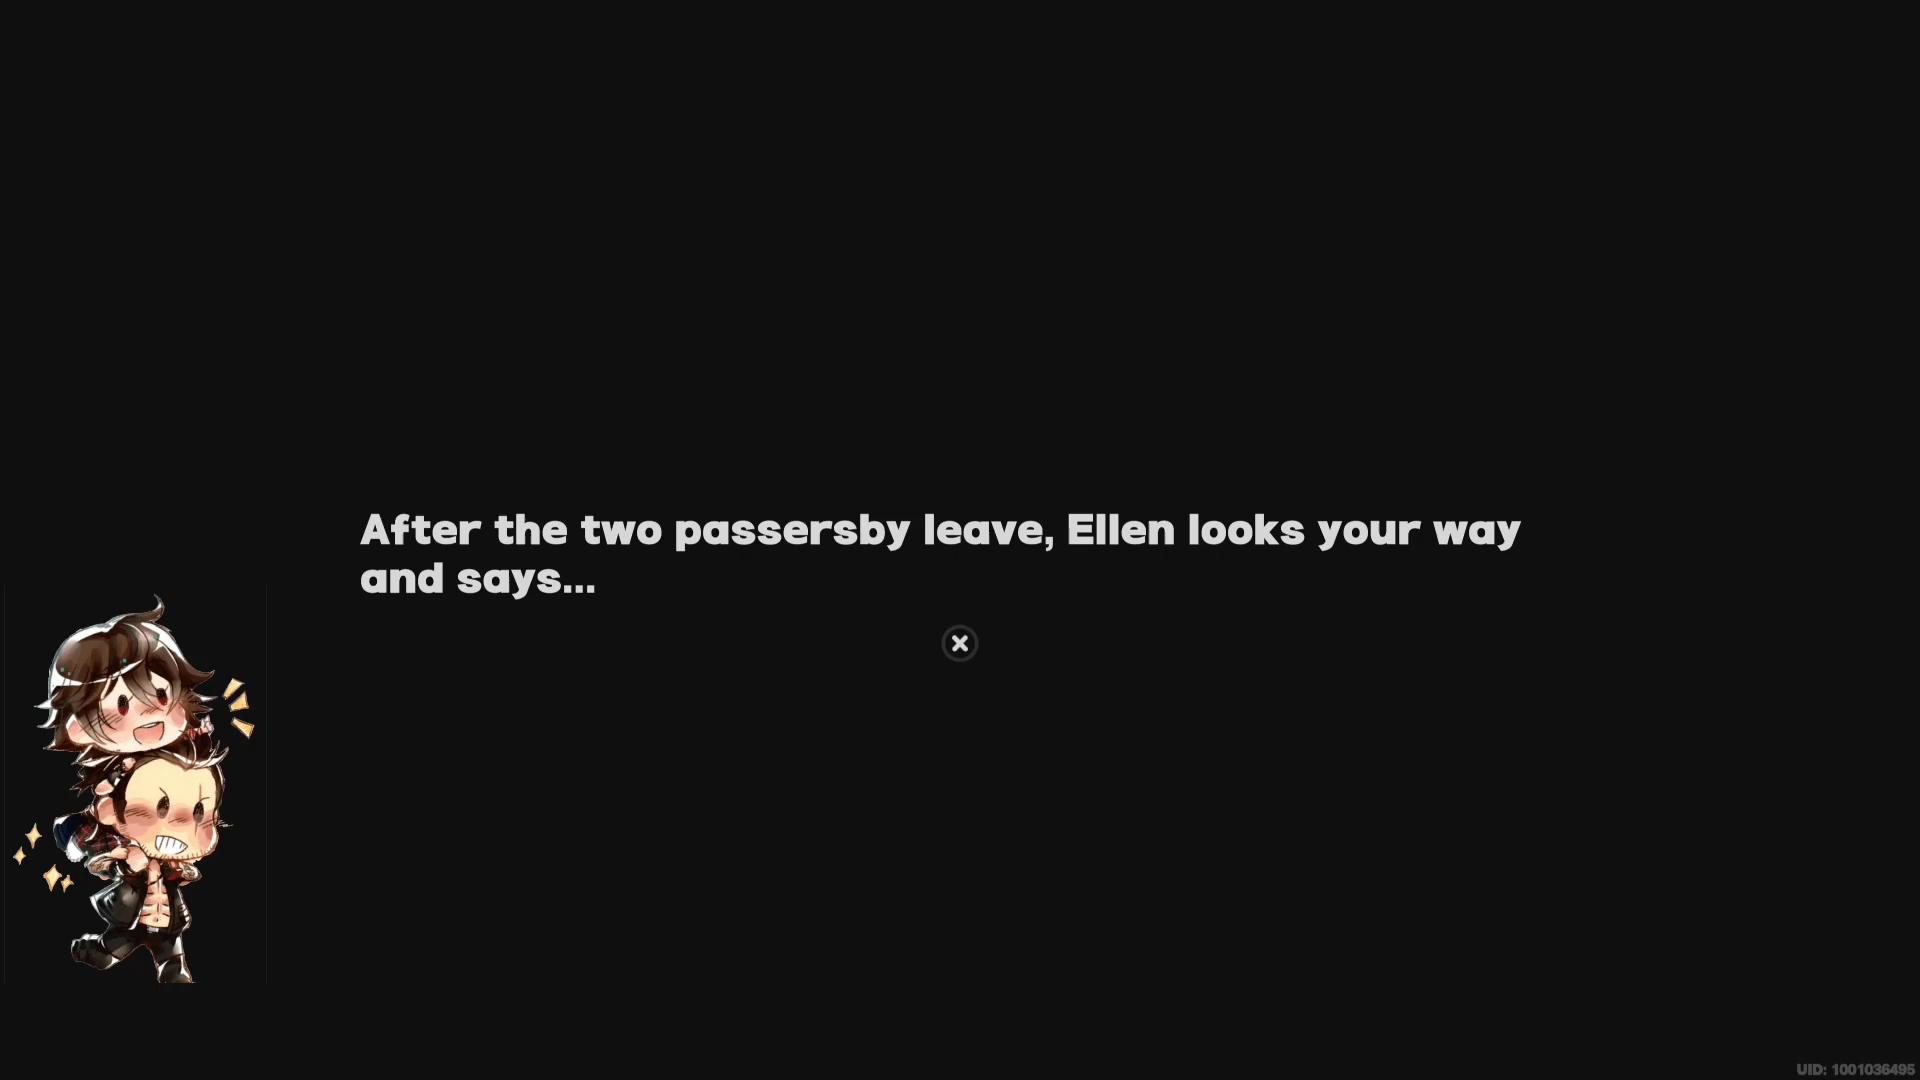 After the two passersby leave, Ellen looks your way
and says...
UID: 1001036495